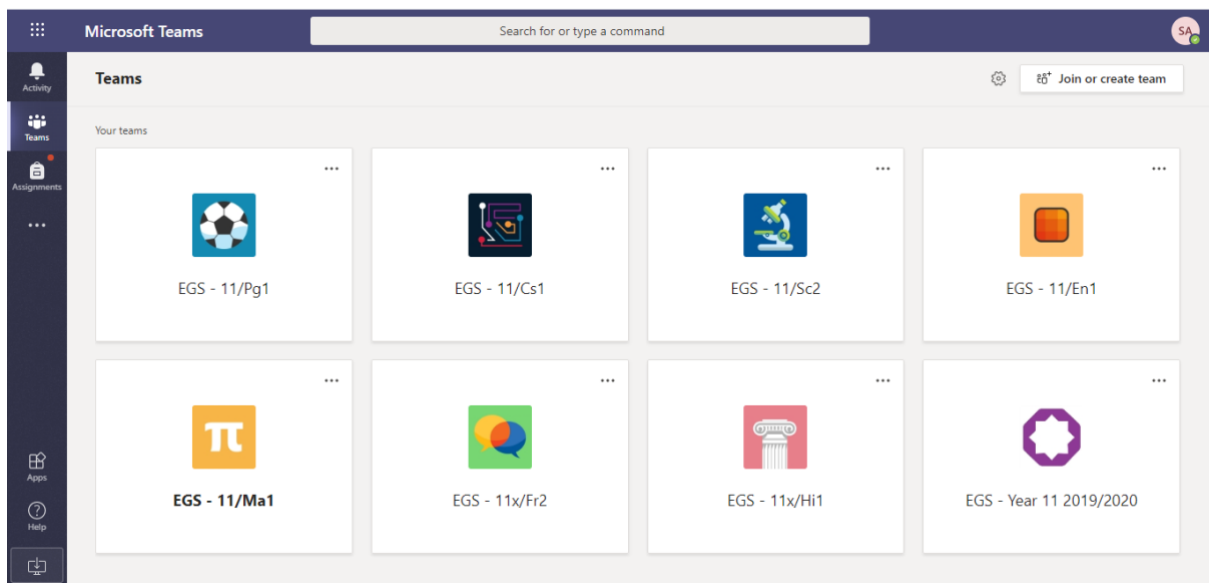 Microsoft Teams
Search for or type a command
SA
Activity
Teams
Join or create team
Teams
Your teams
Assignments
EGS - 11/Pg1
EGS - 11/Cs1
EGS - 11/Sc2
EGS - 11/En1
π
EGS - 11/Ma1
EGS - 11x/Fr2
EGS - 11x/Hi1
EGS - Year 11 2019/2020
Apps
Help